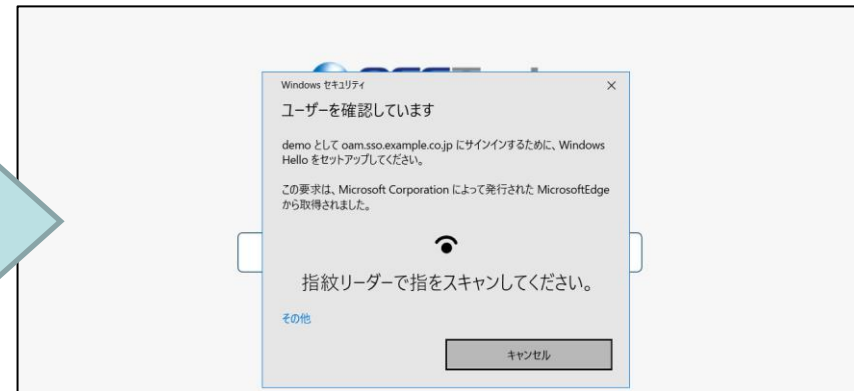 Windows セキュリティ
ユーザーを確認しています
demo として oam.sso.example.co.jp にサインインするために、Windows
Hello をセットアップしてください。
この要求は、Microsoft Corporation によって発行された MicrosoftEdge
から取得されました。
指紋リーダーで指をスキャンしてください。
その他
キャンセル